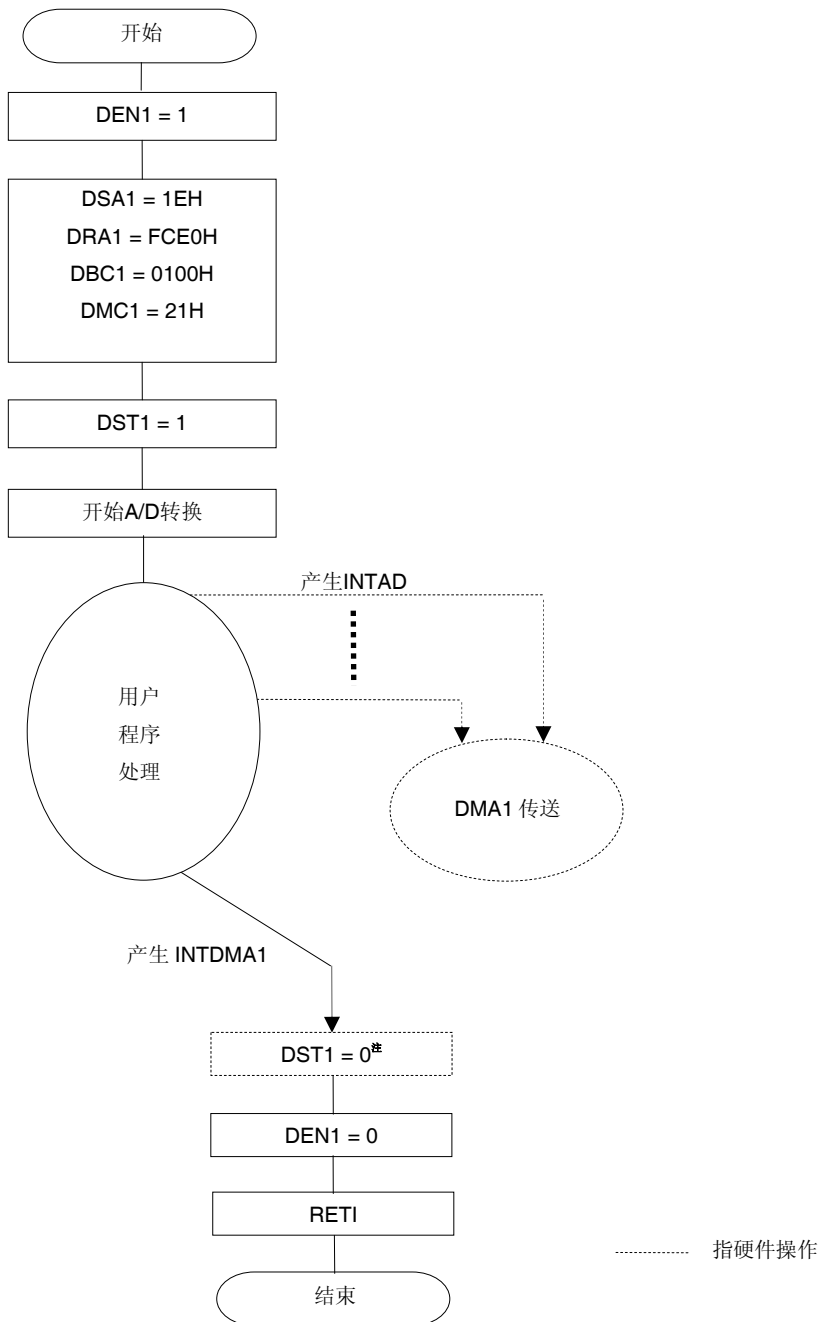 开始
DEN1 = 1
DSA1 = 1EH
DRA1 = FCE0H
DBC1 = 0100H
DMC1 = 21H
DST1 = 1
开始A/D转换
产生INTAD
用户
程序
处理
DMA1 传送
产生 INTDMA1
DST1 = 0注
DEN1 = 0
RETI
指硬件操作
结束